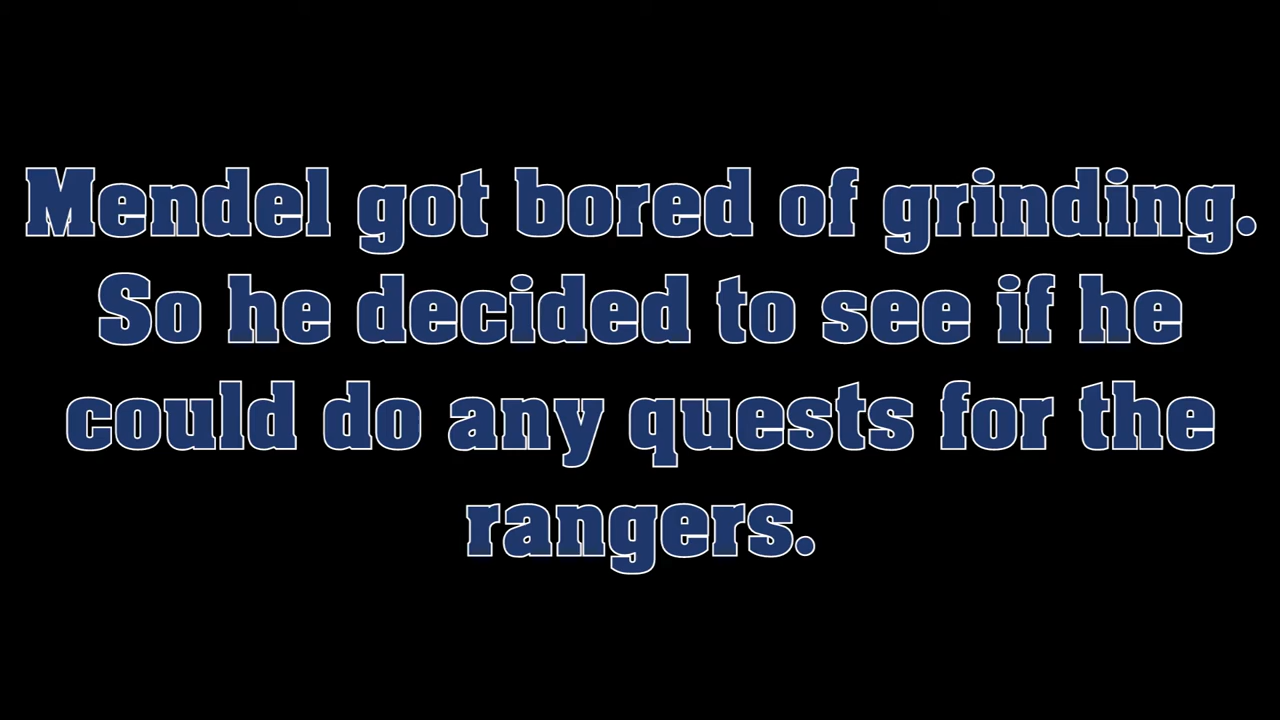 Mendel got bored of grinding.
So he decided to see if he
could do any quests for the
rangers.